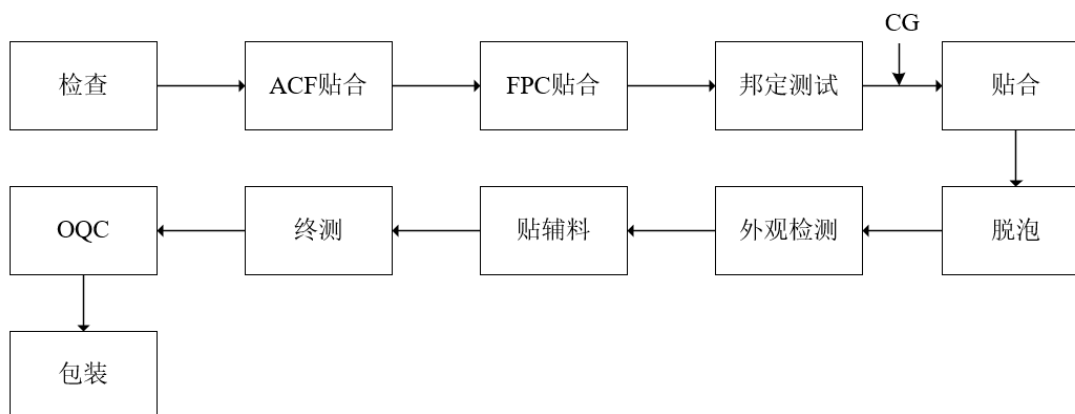 CG
检查
ACF贴合
FPC贴合
邦定测试
贴合
OQC
终测
贴辅料
外观检测
脱泡
包装